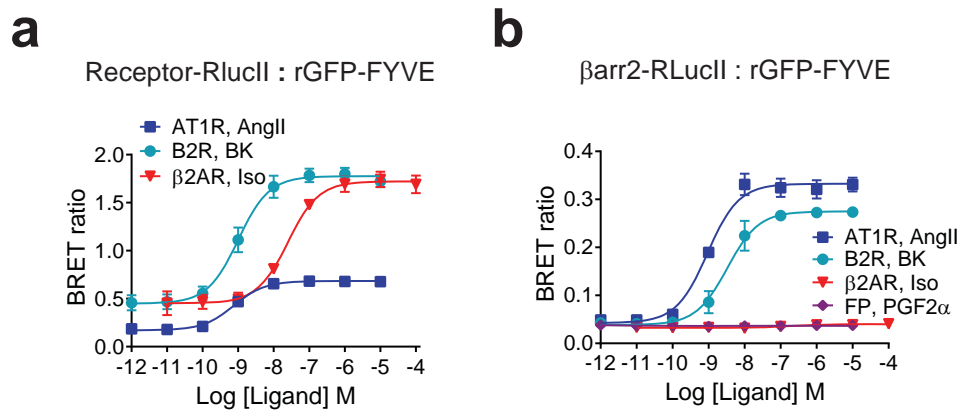 a
Receptor-RlucII : rGFP-FYVE
AT1R, AngII
B2R, BK
β2AR, Iso
BRET ratio
2.0
1.5
1.0
0.5
0.0
-12 -11 -10 -9 -8 -7 -6 -5 -4
Log [Ligand] M
b
βarr2-RLucII : rGFP-FYVE
BRET ratio
0.4
0.3
0.2
0.1
0.0
AT1R, AngII
B2R, BK
β2AR, Iso
FP, PGF2α
-12 -11 -10 -9 -8 -7 -6 -5 -4
Log [Ligand] M